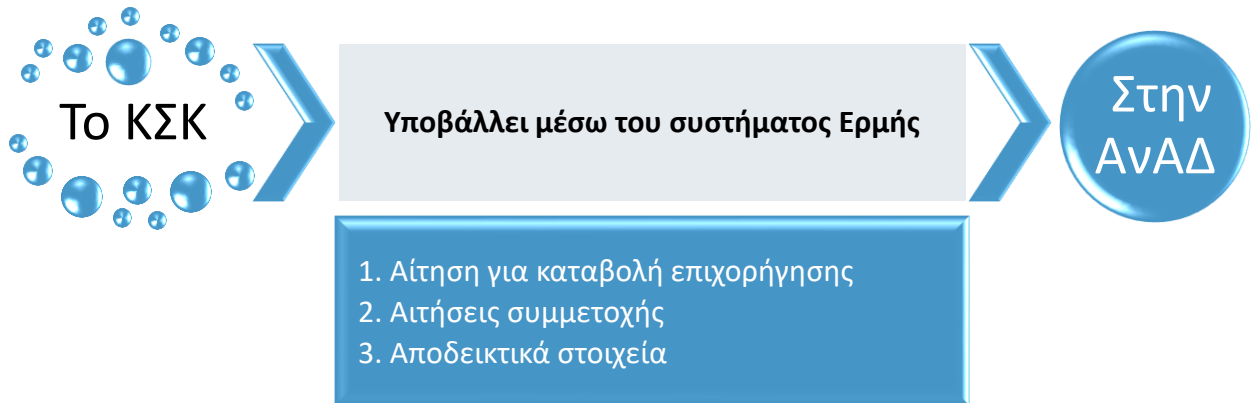 Το ΚΣΚ
Υποβάλλει μέσω του συστήματος Ερμής
Στην
ΑνΑΔ
1. Αίτηση για καταβολή επιχορήγησης
2. Αιτήσεις συμμετοχής
3. Αποδεικτικά στοιχεία